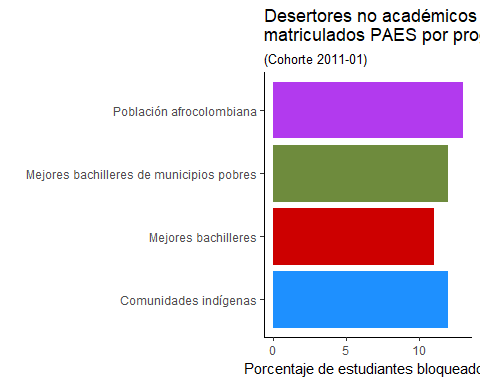 Desertores no académicos
matriculados PAES por
(Cohorte 2011-01)
Población afrocolombiana
Mejores bachilleres de municipios pobres
Mejores bachilleres
Comunidades indígenas
0 5 10
Porcentaje de estudiantes